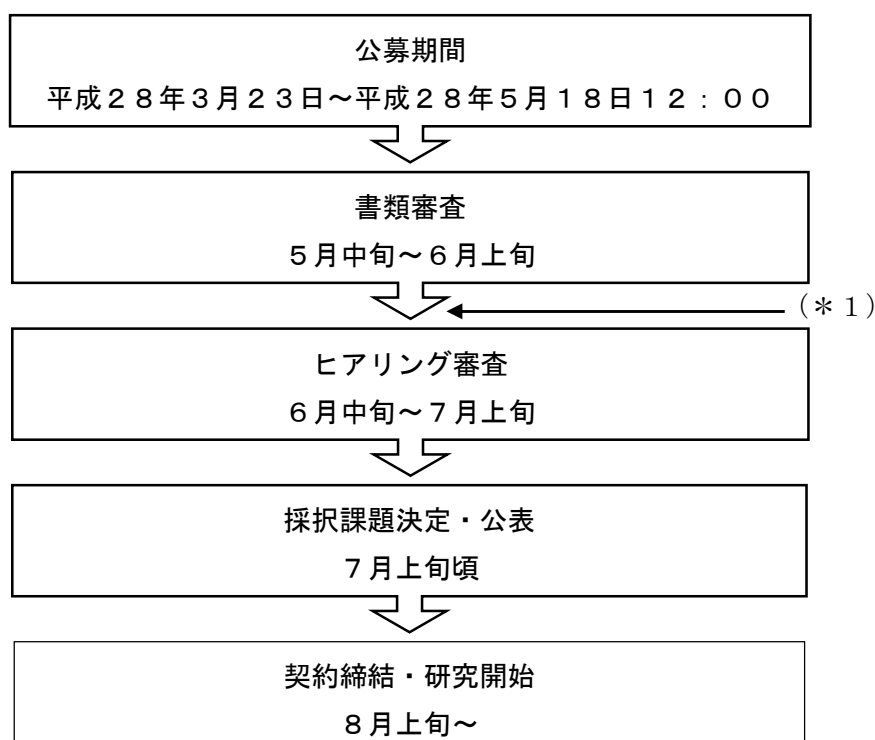 公募期間
平成２８年３月２３日～平成２８年５月１８日１２：００
書類審査
５月中旬～６月上旬
（＊１）
ヒアリング審査
６月中旬～７月上旬
採択課題決定・公表
７月上旬頃
契約締結・研究開始
８月上旬～